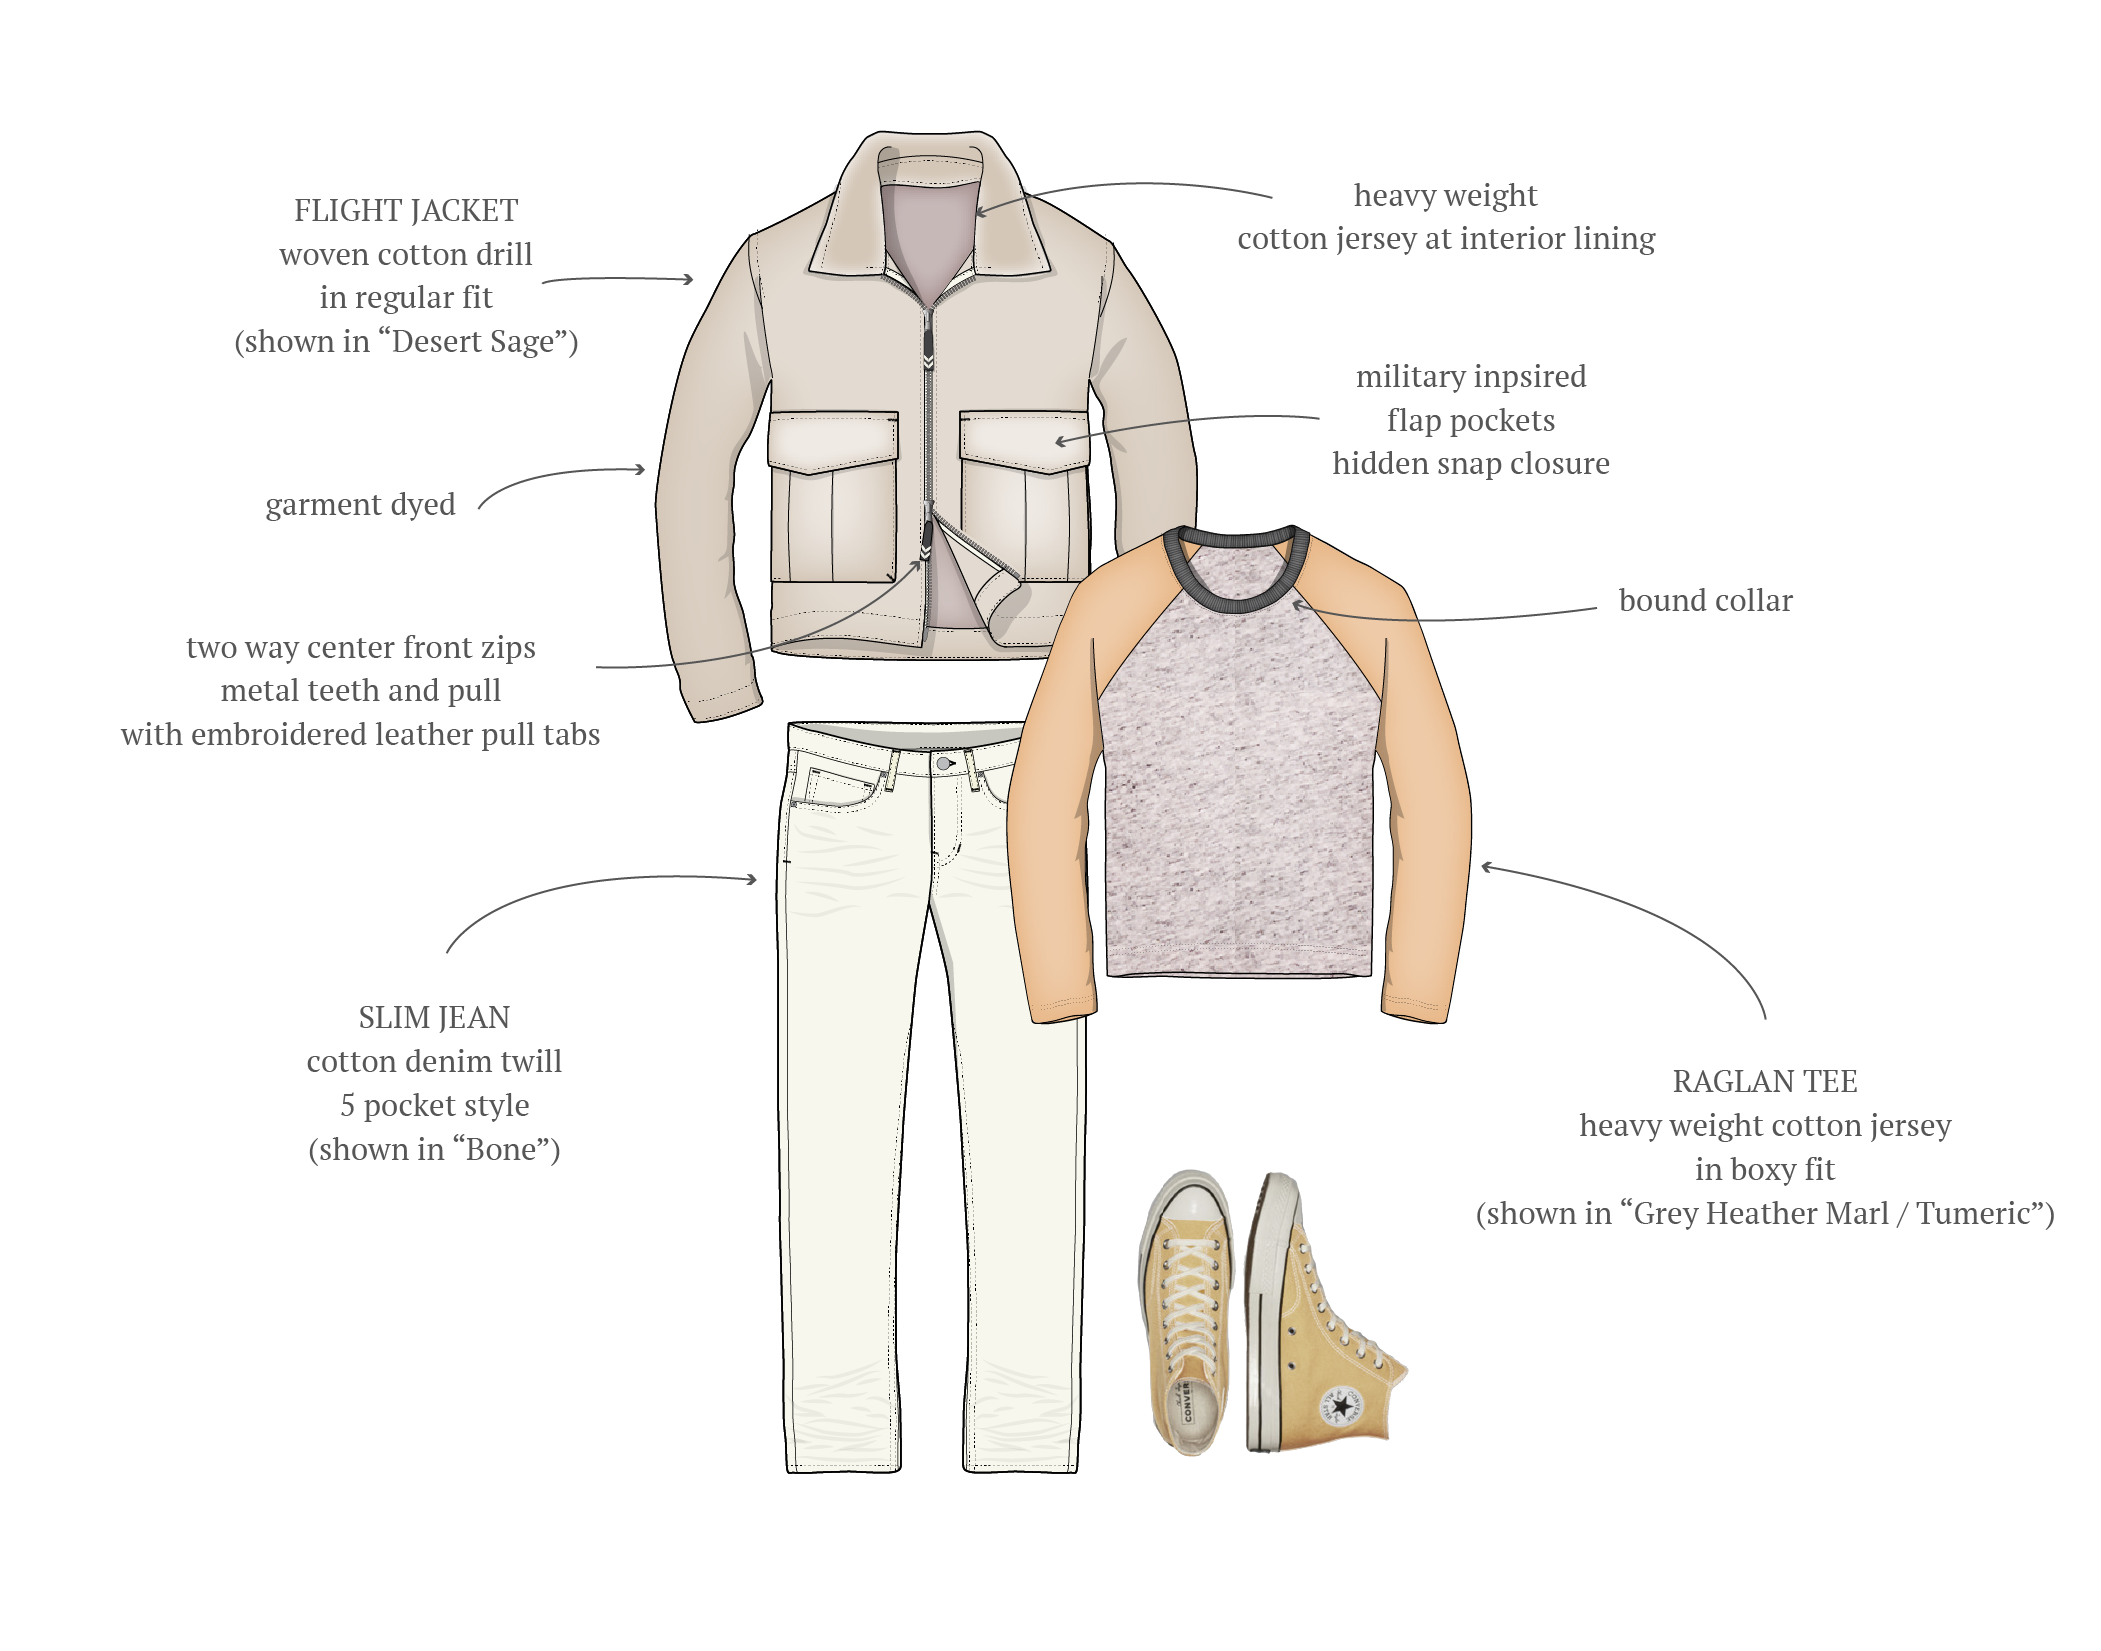 FLIGHT JACKET
woven cotton drill
in regular fit
(shown in “Desert Sage”)
heavy weight
cotton jersey at interior lining
military inpsired
flap pockets
hidden snap closure
garment dyed
bound collar
two way center front zips
metal teeth and pull
with embroidered leather pull tabs
SLIM JEAN
cotton denim twill
5 pocket style
(shown in “Bone”)
RAGLAN TEE
heavy weight cotton jersey
in boxy fit
(shown in “Grey Heather Marl / Tumeric”)
CONVER
CONVERSE
ALL STAR